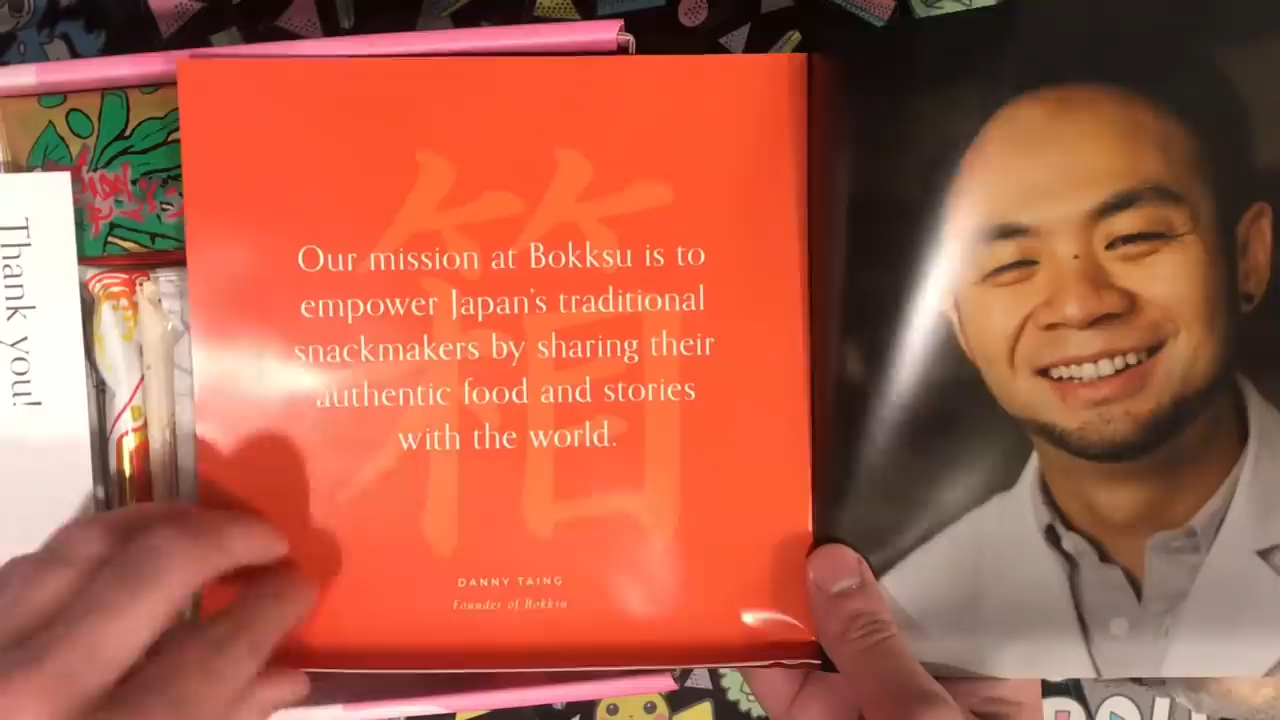 Thank you!
箱
Our mission at Bokksu is to
empower Japan's traditional
snackmakers by sharing their
authentic food and stories
with the world.
DANNY TAING
Founder of Bokksu